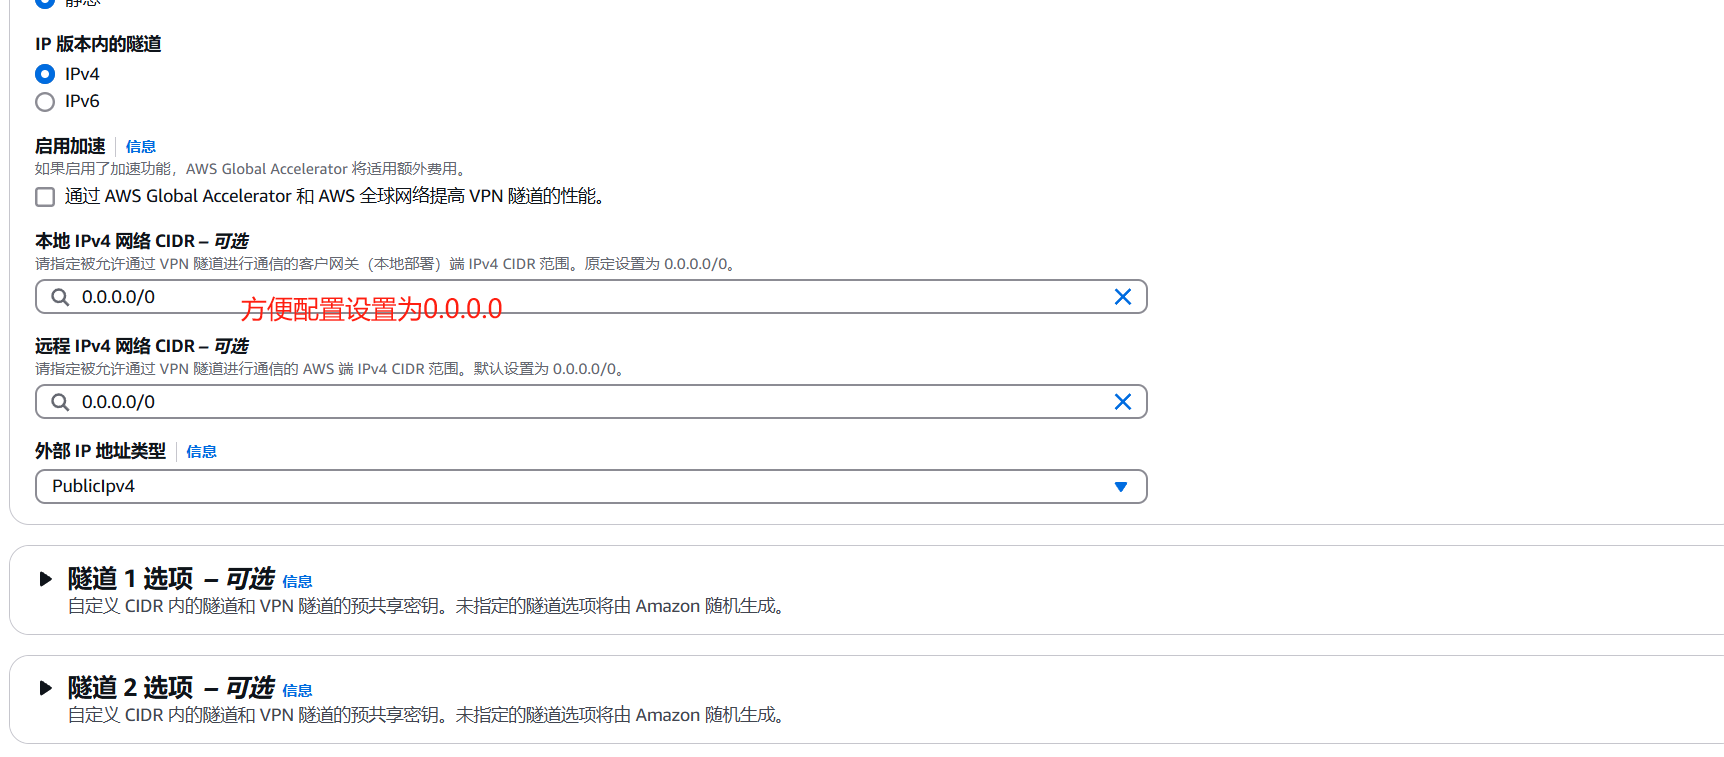 静态
IP 版本内的隧道
IPv4
IPv6
启用加速 信息
如果启用了加速功能，AWS Global Accelerator 将适用额外费用。
通过 AWS Global Accelerator 和 AWS 全球网络提高 VPN 隧道的性能。
本地 IPv4 网络 CIDR – 可选
请指定被允许通过 VPN 隧道进行通信的客户网关（本地部署）端 IPv4 CIDR 范围。原定设置为 0.0.0.0/0。
0.0.0.0/0
方便配置设置为0.0.0.0
远程 IPv4 网络 CIDR – 可选
请指定被允许通过 VPN 隧道进行通信的 AWS 端 IPv4 CIDR 范围。默认设置为 0.0.0.0/0。
0.0.0.0/0
外部 IP 地址类型 信息
PublicIpv4
隧道 1 选项 – 可选 信息
自定义 CIDR 内的隧道和 VPN 隧道的预共享密钥。未指定的隧道选项将由 Amazon 随机生成。
隧道 2 选项 – 可选 信息
自定义 CIDR 内的隧道和 VPN 隧道的预共享密钥。未指定的隧道选项将由 Amazon 随机生成。